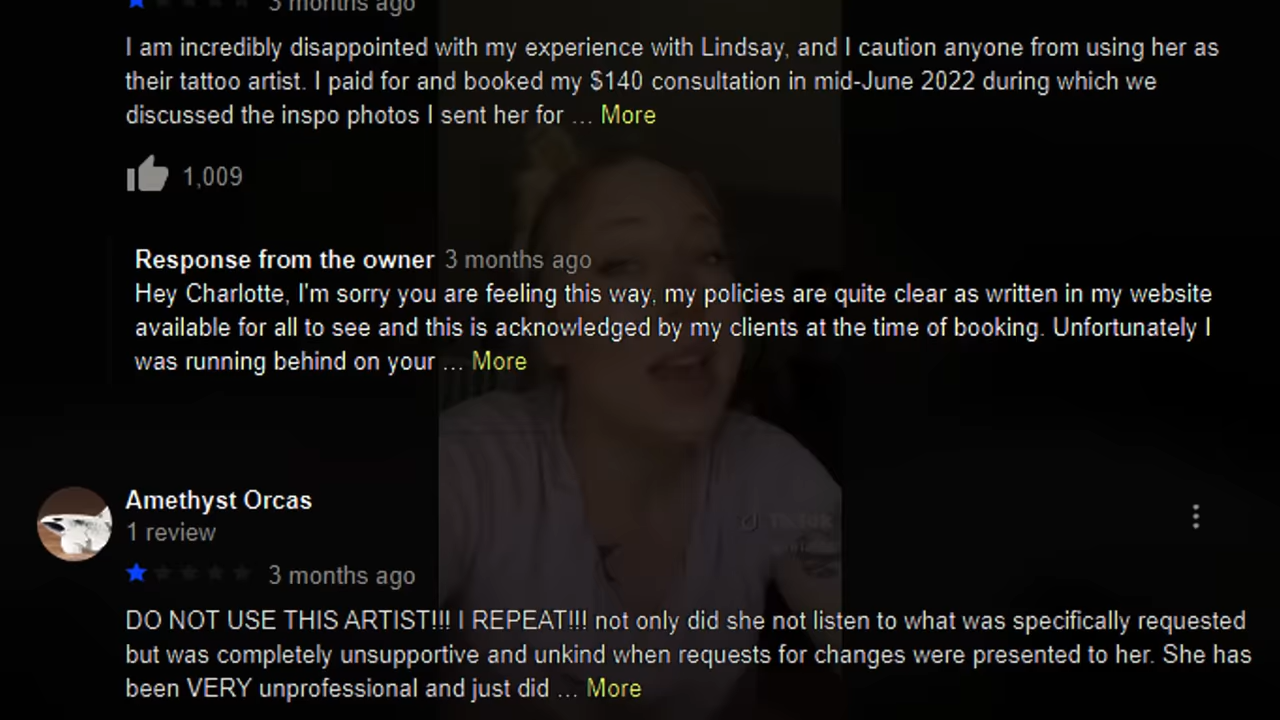 3 months ago
I am incredibly disappointed with my experience with Lindsay, and I caution anyone from using her as
their tattoo artist. I paid for and booked my $140 consultation in mid-June 2022 during which we
discussed the inspo photos I sent her for ... More
1,009
Response from the owner 3 months ago
Hey Charlotte, I'm sorry you are feeling this way, my policies are quite clear as written in my website
available for all to see and this is acknowledged by my clients at the time of booking. Unfortunately I
was running behind on your ... More
Amethyst Orcas
1 review
3 months ago
DO NOT USE THIS ARTIST!!! I REPEAT!!! not only did she not listen to what was specifically requested
but was completely unsupportive and unkind when requests for changes were presented to her. She has
been VERY unprofessional and just did ... More
TikTok